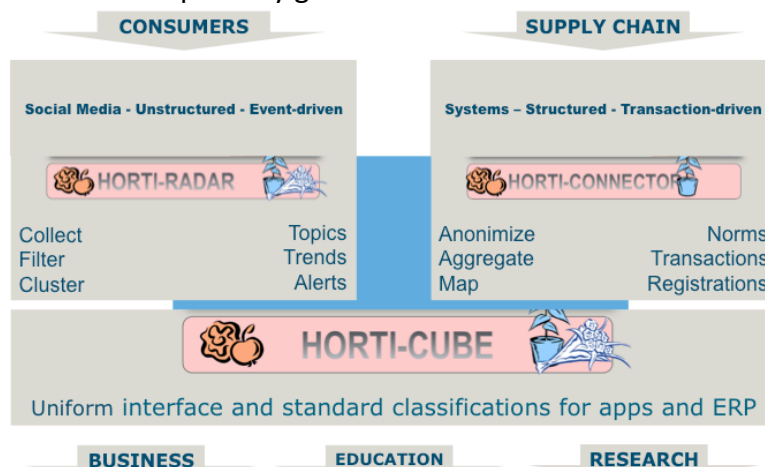 CONSUMERS
SUPPLY CHAIN
Social Media - Unstructured - Event-driven
Systems – Structured - Transaction-driven
HORTI-RADAR
HORTI-CONNECTOR
Collect
Filter
Cluster
Topics
Trends
Alerts
Anonimize
Aggregate
Map
Norms
Transactions
Registrations
HORTI-CUBE
Uniform interface and standard classifications for apps and ERP
BUSINESS
EDUCATION
RESEARCH